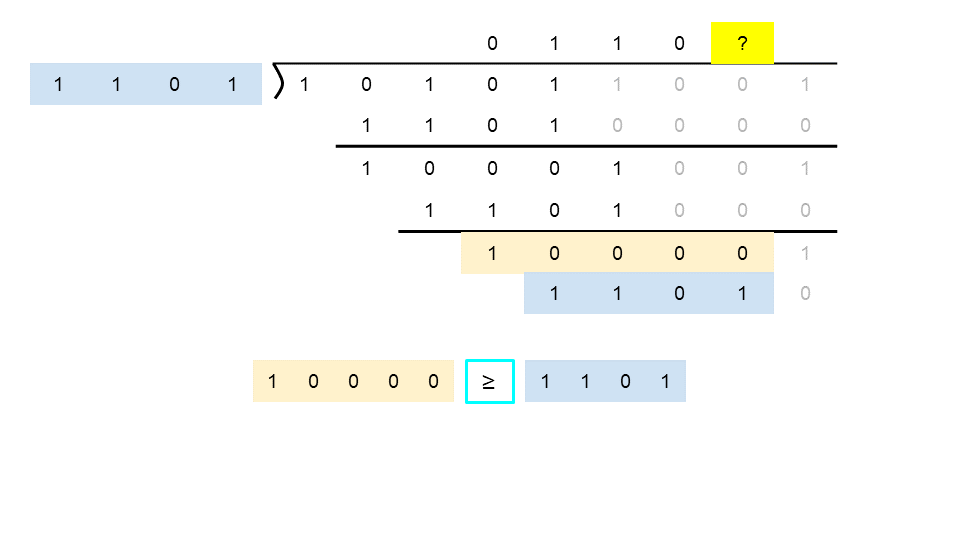 0 1 1 0 ?
1 1 0 1 1 0 1 0 1 1 0 0 1
1 1 0 1 0 0 0 0
1 0 0 0 1 0 0 1
1 1 0 1 0 0 0
1 0 0 0 0 1
1 1 0 1 0
1 0 0 0 0 ≥ 1 1 0 1